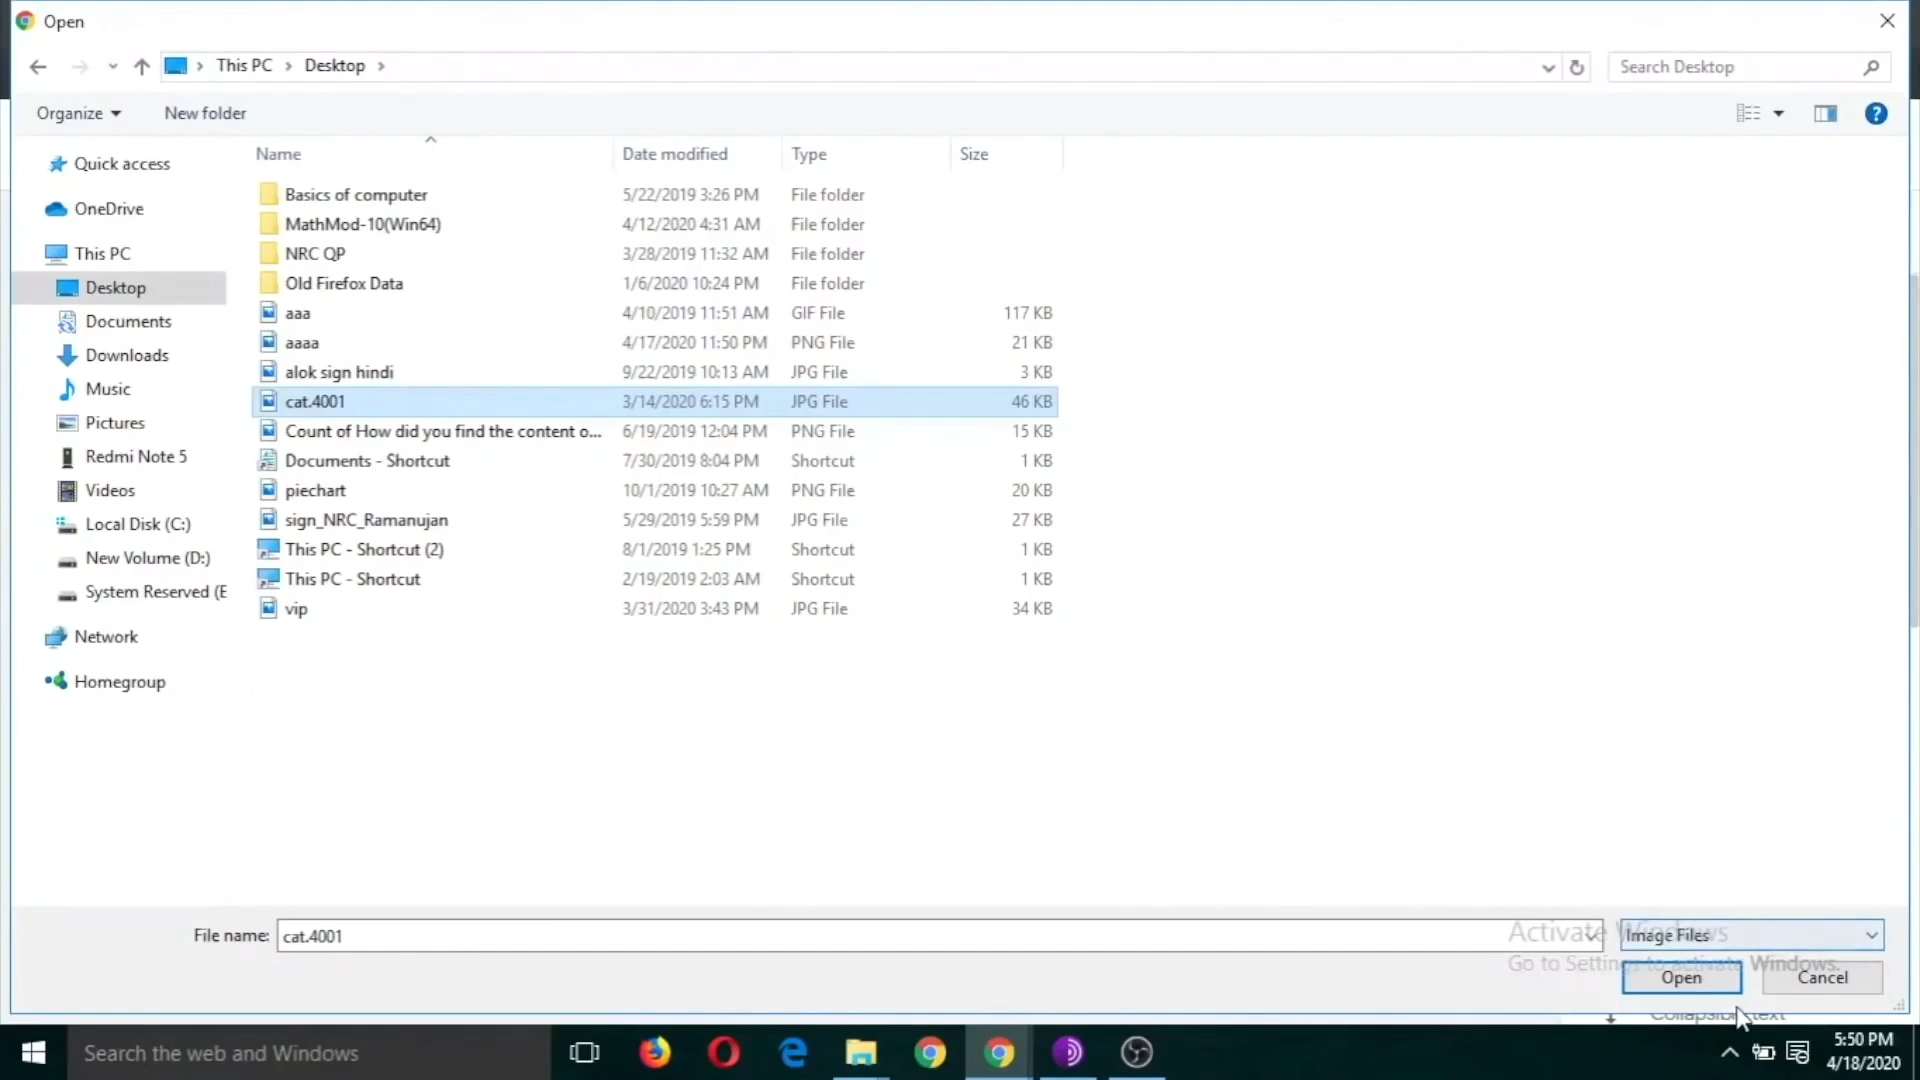 Open
This PC > Desktop >
Search Desktop
Organize
New folder
Name Date modified Type Size
Quick access
OneDrive
This PC
Desktop
Documents
Downloads
Music
Pictures
Redmi Note 5
Videos
Local Disk (C:)
New Volume (D:)
System Reserved (E
Network
Homegroup
Basics of computer 5/22/2019 3:26 PM File folder
MathMod-10(Win64) 4/12/2020 4:31 AM File folder
NRC QP 3/28/2019 11:32 AM File folder
Old Firefox Data 1/6/2020 10:24 PM File folder
aaa 4/10/2019 11:51 AM GIF File 117 KB
aaaa 4/17/2020 11:50 PM PNG File 21 KB
alok sign hindi 9/22/2019 10:13 AM JPG File 3 KB
cat.4001 3/14/2020 6:15 PM JPG File 46 KB
Count of How did you find the content o... 6/19/2019 12:04 PM PNG File 15 KB
Documents - Shortcut 7/30/2019 8:04 PM Shortcut 1 KB
piechart 10/1/2019 10:27 AM PNG File 20 KB
sign_NRC_Ramanujan 5/29/2019 5:59 PM JPG File 27 KB
This PC - Shortcut (2) 8/1/2019 1:25 PM Shortcut 1 KB
This PC - Shortcut 2/19/2019 2:03 AM Shortcut 1 KB
vip 3/31/2020 3:43 PM JPG File 34 KB
File name: cat.4001
Image Files
Activate Windows
Go to Settings to activate Windows.
Open
Cancel
Collapsible text
Search the web and Windows
5:50 PM
4/18/2020